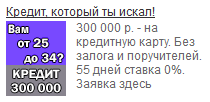 Кредит, который ты искал!
Вам
от 25
до 34?
КРЕДИТ
300 000
300 000 р. - на
кредитную карту. Без
залога и поручителей.
55 дней ставка 0%.
Заявка здесь